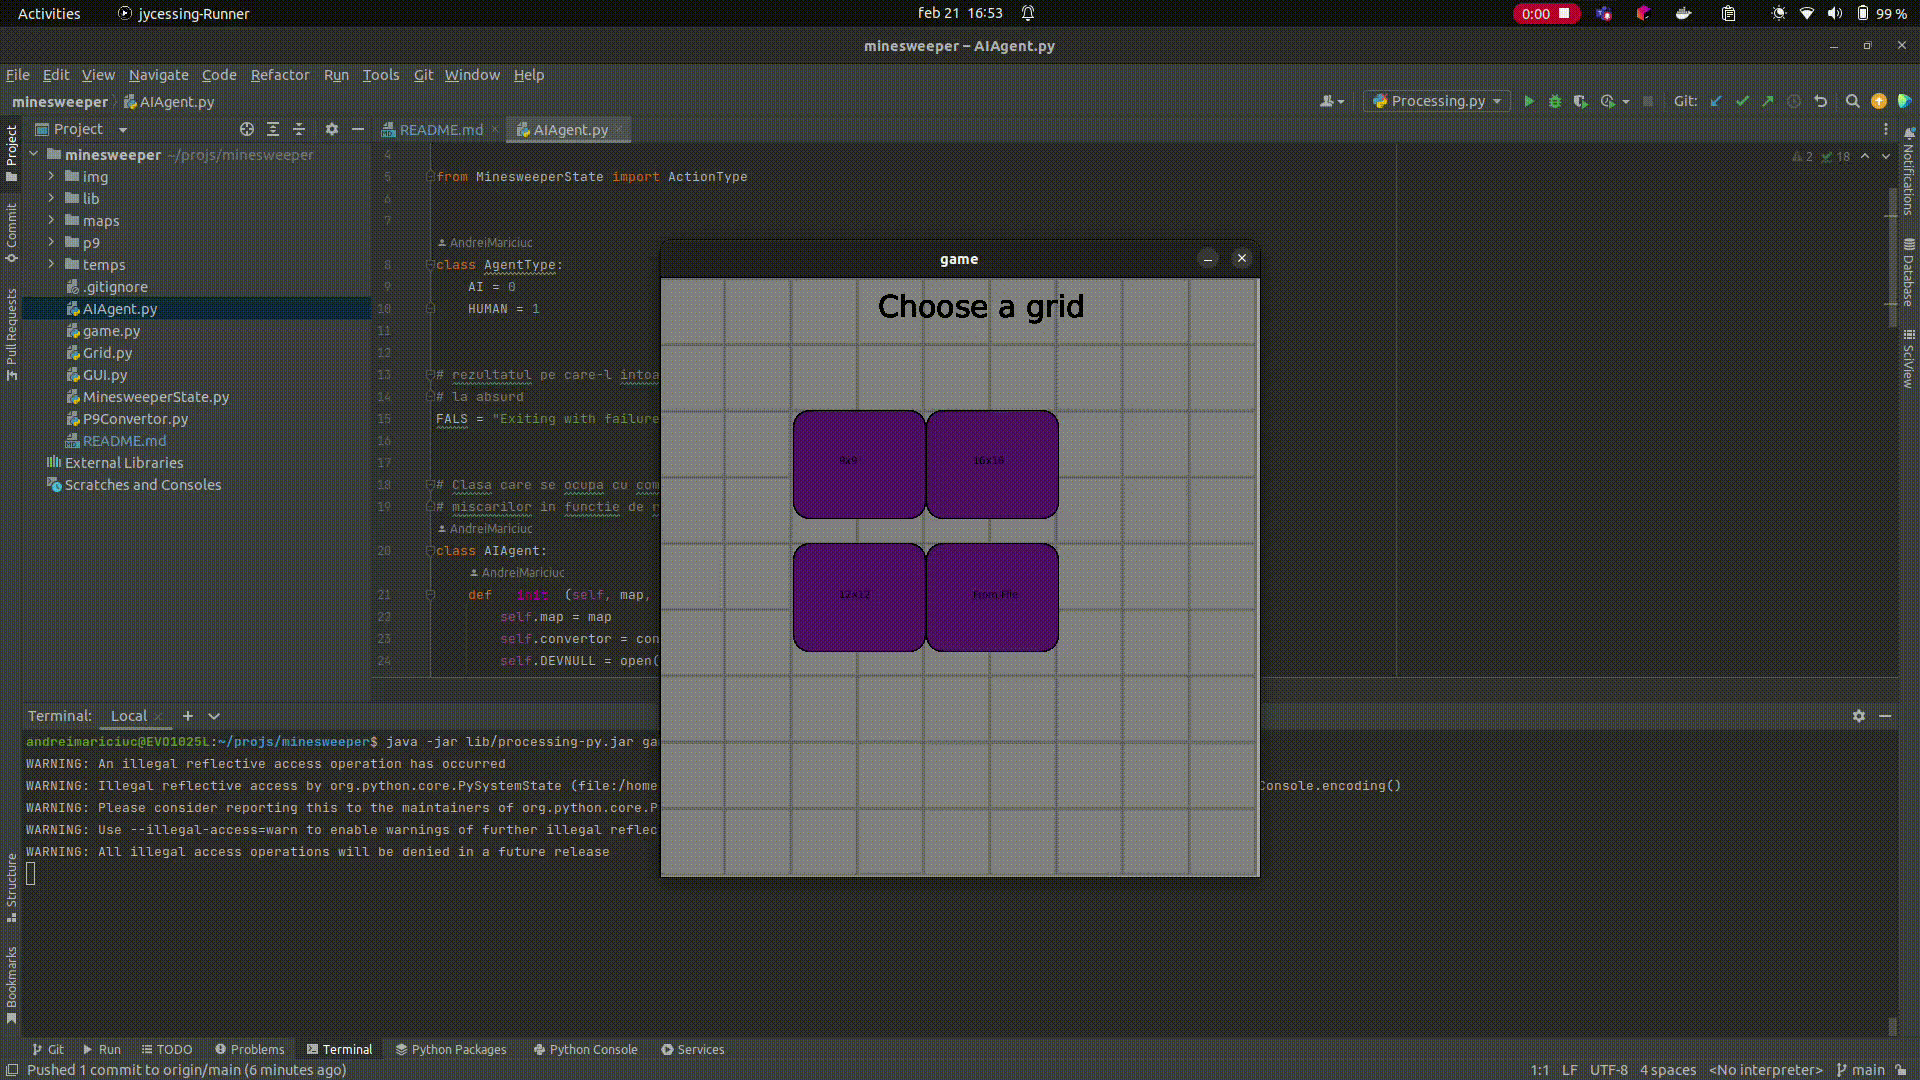 Activities
jycessing-Runner
feb 21 16:53
0:00
99 %
minesweeper – AIAgent.py
File Edit View Navigate Code Refactor Run Tools Git Window Help
minesweeper AIAgent.py
Processing.py
Git:
Project
README.md
AIAgent.py
minesweeper ~/projs/minesweeper
img
lib
maps
p9
temps
.gitignore
AIAgent.py
game.py
Grid.py
GUI.py
MinesweeperState.py
P9Convertor.py
README.md
External Libraries
Scratches and Consoles
Project
Commit
Pull Requests
Structure
Bookmarks
2 18
4
5 from MinesweeperState import ActionType
6
7
AndreiMariciuc
8 class AgentType:
9 AI = 0
10 HUMAN = 1
11
12
13 # rezultatul pe care-l intoa
14 # la absurd
15 FALS = "Exiting with failure
16
17
18 # Clasa care se ocupa cu com
19 # miscarilor in functie de r
AndreiMariciuc
20 class AIAgent:
AndreiMariciuc
21 def __init__(self, map,
22 self.map = map
23 self.convertor = con
24 self.DEVNULL = open(
Notifications
Database
SciView
game
Choose a grid
9x9
16x16
12x12
From File
Terminal: Local
andreimariciuc@EVO1025L:~/projs/minesweeper$ java -jar lib/processing-py.jar ga
WARNING: An illegal reflective access operation has occurred
WARNING: Illegal reflective access by org.python.core.PySystemState (file:/home
Console.encoding()
WARNING: Please consider reporting this to the maintainers of org.python.core.P
WARNING: Use --illegal-access=warn to enable warnings of further illegal reflec
WARNING: All illegal access operations will be denied in a future release
Git Run TODO Problems Terminal Python Packages Python Console Services
Pushed 1 commit to origin/main (6 minutes ago)
1:1 LF UTF-8 4 spaces <No interpreter> main